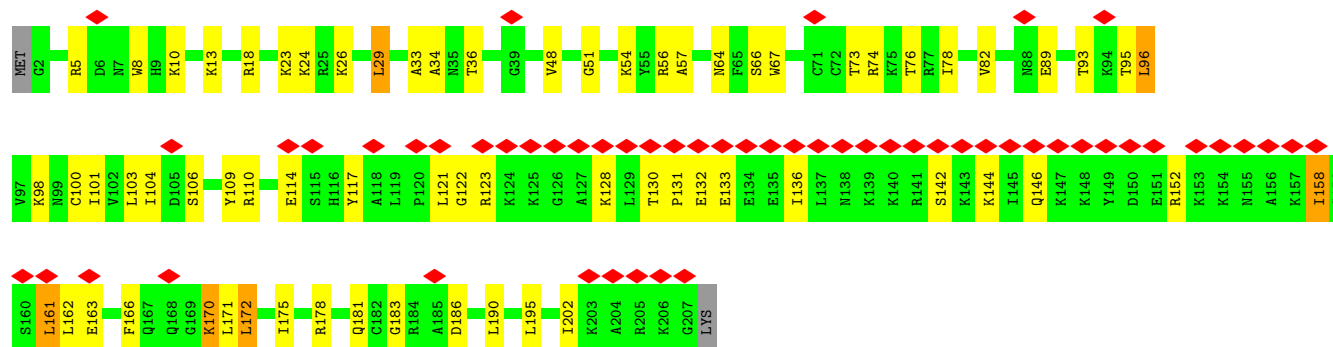 MET G2 R5 D6 N7 W8 H9 K10 K13 R18 K23 K24 R25 K26 L29 A33 A34 N35 T36 G39 V48 G51 K54 Y55 R56 A57 N64 F65 S66 W67 C71 C72 T73 R74 K75 T76 R77 I78 V82 N88 E89 T93 K94 T95 L96
V97 K98 N99 C100 I101 V102 L103 I104 D105 S106 Y109 R110 E114 S115 H116 Y117 A118 L119 P120 L121 G122 R123 K124 K125 G126 A127 K128 L129 T130 P131 E132 E133 E134 E135 I136 L137 N138 K139 K140 R141 S142 K143 K144 I145 Q146 K147 K148 Y149 D150 E151 R152 K153 K154 N155 A156 K157 I158
S160 L161 L162 E163 F166 Q167 Q168 G169 K170 L171 L172 I175 R178 Q181 C182 G183 R184 A185 D186 L190 L195 I202 K203 A204 R205 K206 G207 LYS